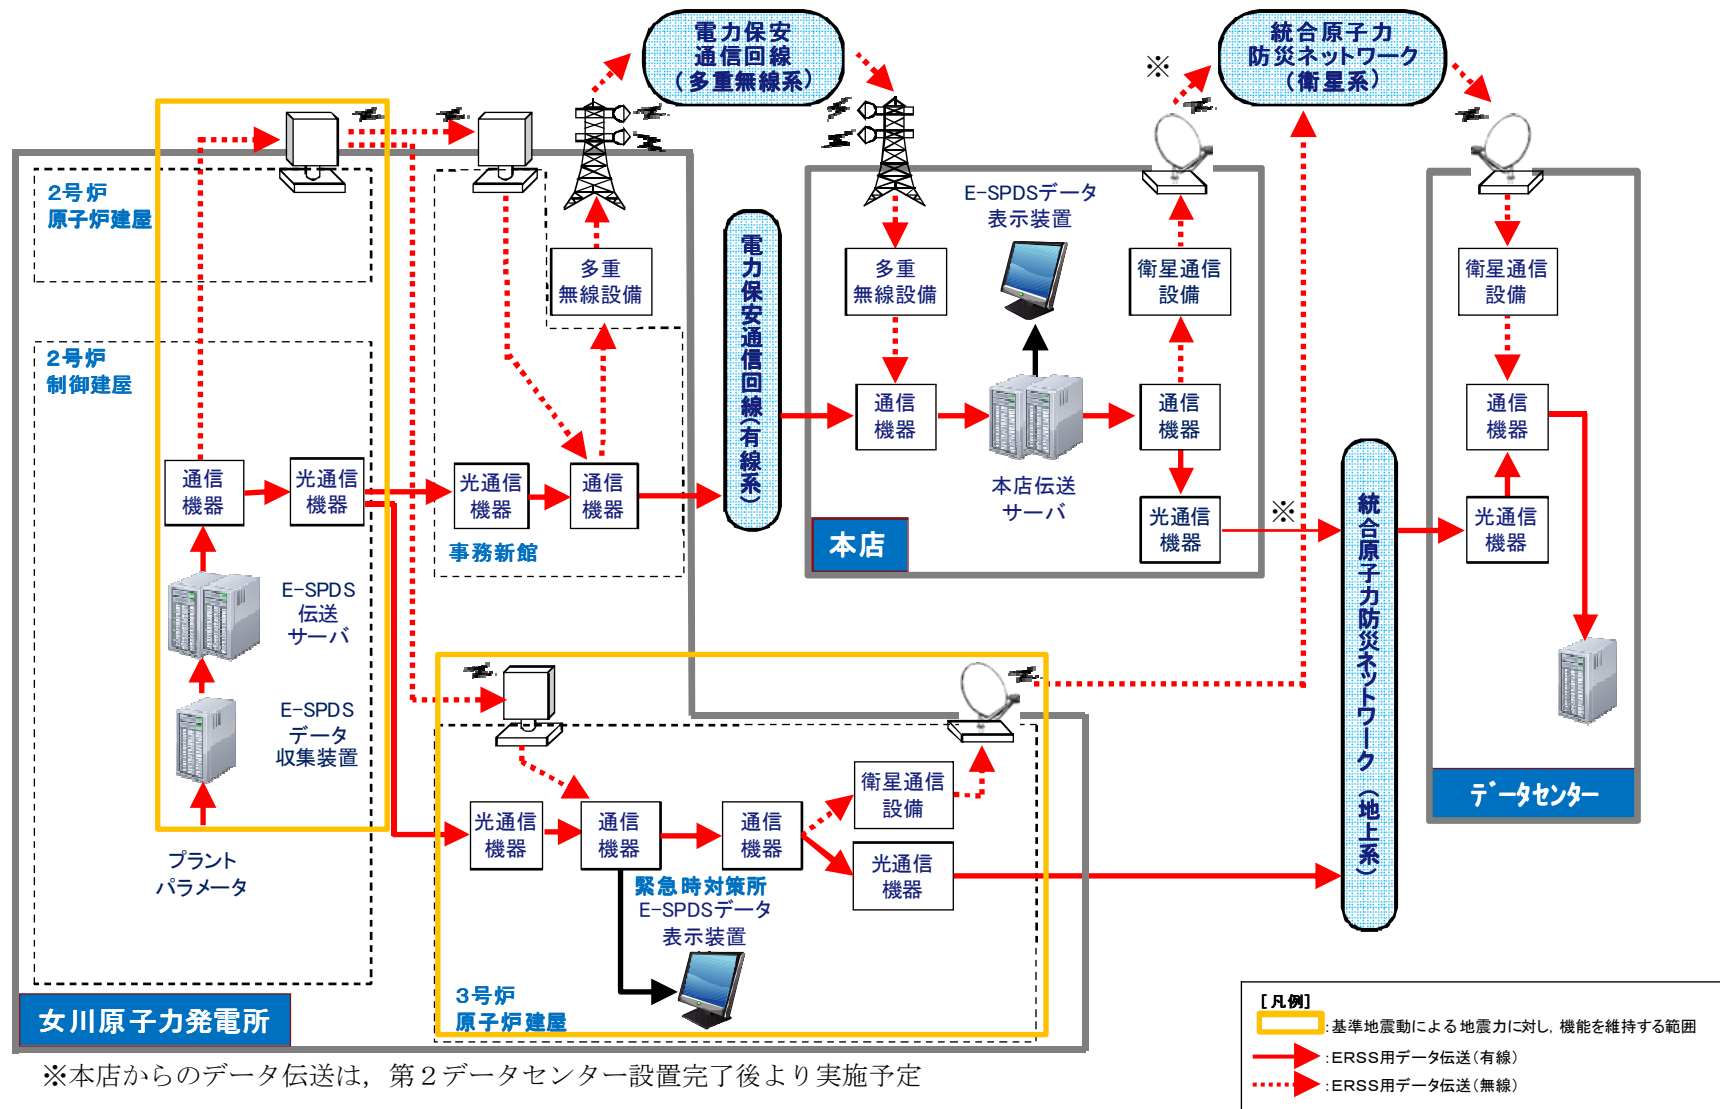 電力保安
通信回線
（多重無線系）
統合原子力
防災ネットワーク
（衛星系）
※
2号炉
原子炉建屋
E-SPDSデータ
表示装置
多重
無線設備
多重
無線設備
衛星通信
設備
衛星通信
設備
電力保安通信回線(有線系)
2号炉
制御建屋
通信
機器
通信
機器
通信
機器
通信
機器
光通信
機器
光通信
機器
通信
機器
本店伝送
サーバ
光通信
機器
※
光通信
機器
事務新館
本店
統合原子力防災ネットワーク（地上系）
E-SPDS
伝送
サーバ
E-SPDS
データ
収集装置
プラント
パラメータ
光通信
機器
通信
機器
通信
機器
衛星通信
設備
光通信
機器
データセンター
緊急時対策所
E-SPDSデータ
表示装置
3号炉
原子炉建屋
女川原子力発電所
[凡例]
:基準地震動による地震力に対し，機能を維持する範囲
:ERSS用データ伝送(有線)
:ERSS用データ伝送(無線)
※本店からのデータ伝送は，第２データセンター設置完了後より実施予定